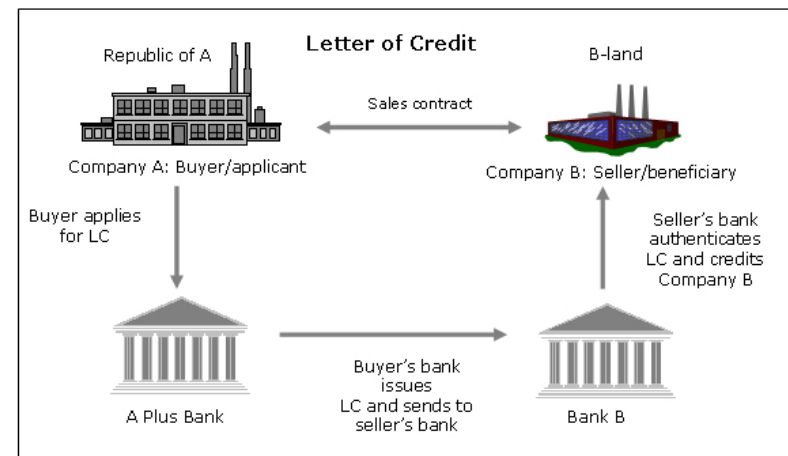 Letter of Credit
Republic of A
B-land
Sales contract
Company A: Buyer/applicant
Company B: Seller/beneficiary
Buyer applies
for LC
Seller's bank
authenticates
LC and credits
Company B
Buyer's bank
issues
LC and sends to
seller's bank
A Plus Bank
Bank B